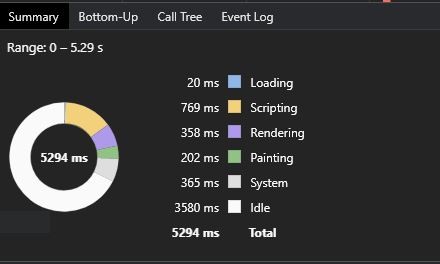 Summary Bottom-Up Call Tree Event Log
Range: 0 – 5.29 s
20 ms Loading
769 ms Scripting
358 ms Rendering
5294 ms
202 ms Painting
365 ms System
3580 ms Idle
5294 ms Total